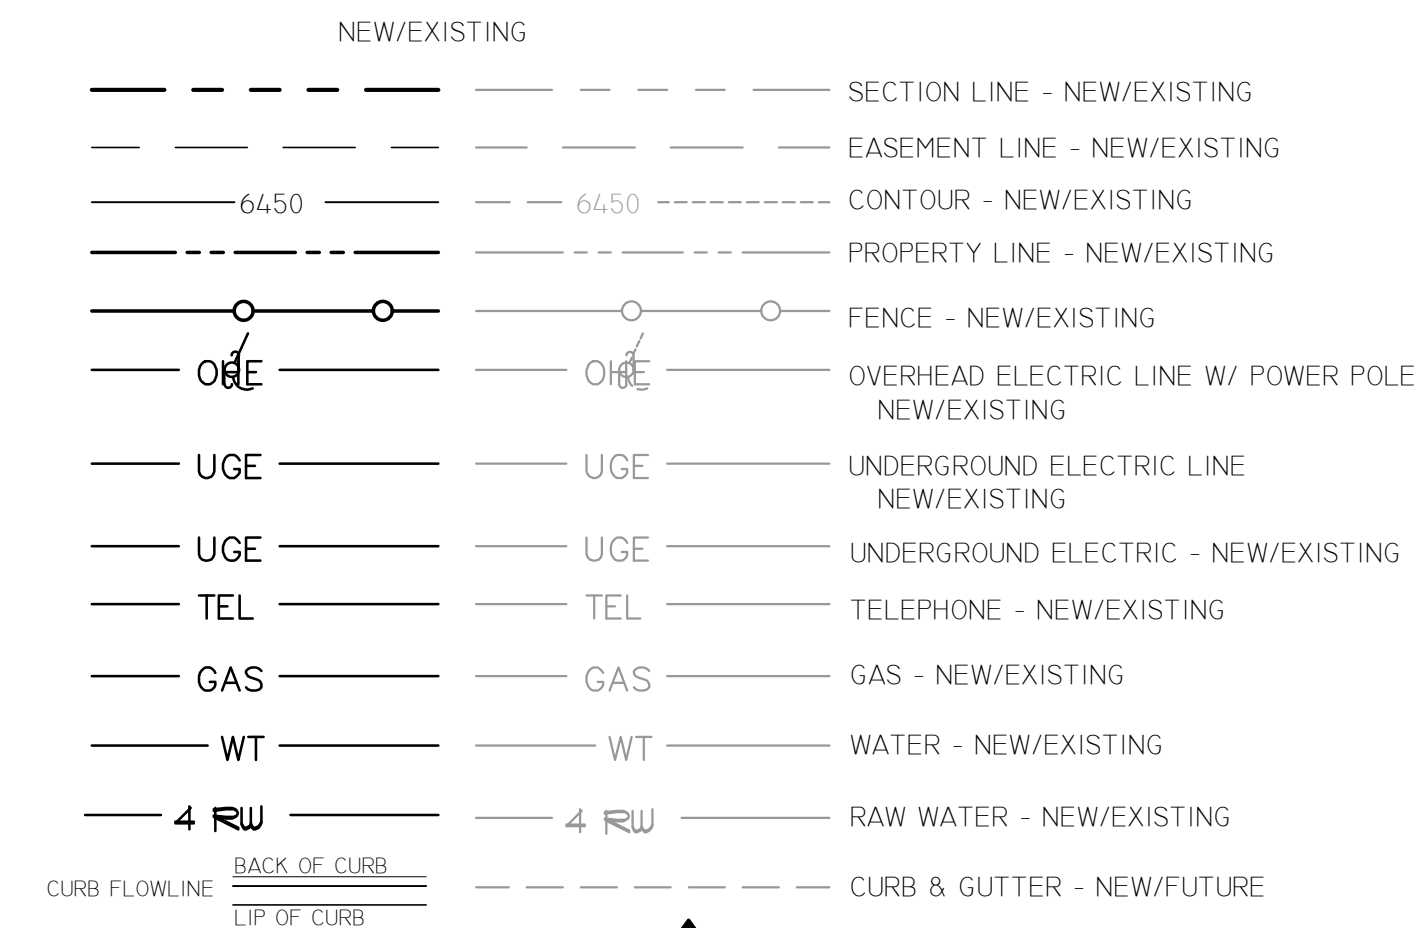 NEW/EXISTING
SECTION LINE - NEW/EXISTING
EASEMENT LINE - NEW/EXISTING
6450 6450 CONTOUR - NEW/EXISTING
PROPERTY LINE - NEW/EXISTING
FENCE - NEW/EXISTING
OHE OHE OVERHEAD ELECTRIC LINE W/ POWER POLE
NEW/EXISTING
UGE UGE UNDERGROUND ELECTRIC LINE
NEW/EXISTING
UGE UGE UNDERGROUND ELECTRIC - NEW/EXISTING
TEL TEL TELEPHONE - NEW/EXISTING
GAS GAS GAS - NEW/EXISTING
WT WT WATER - NEW/EXISTING
4 RW 4 RW RAW WATER - NEW/EXISTING
BACK OF CURB
CURB FLOWLINE CURB & GUTTER - NEW/FUTURE
LIP OF CURB